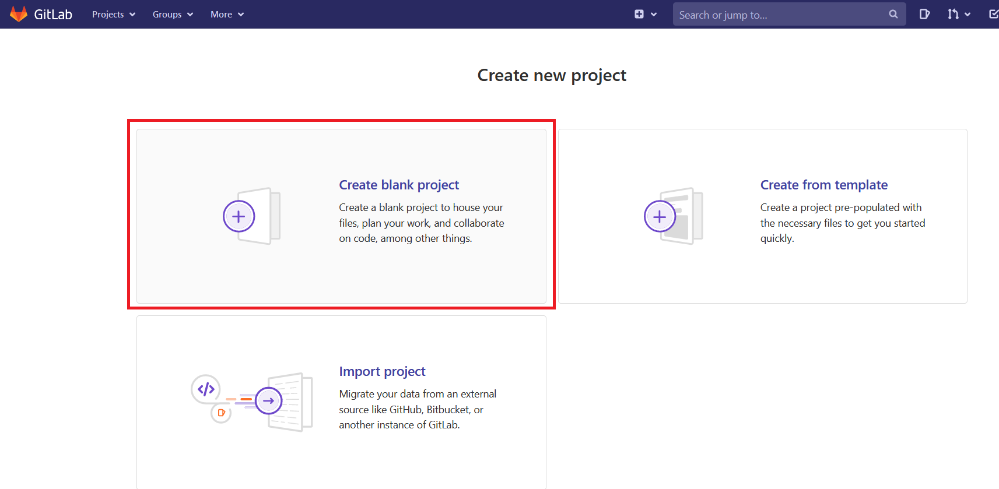 GitLab Projects Groups More Search or jump to...
Create new project
Create blank project
Create a blank project to house your
files, plan your work, and collaborate
on code, among other things.
Create from template
Create a project pre-populated with
the necessary files to get you started
quickly.
Import project
Migrate your data from an external
source like GitHub, Bitbucket, or
another instance of GitLab.